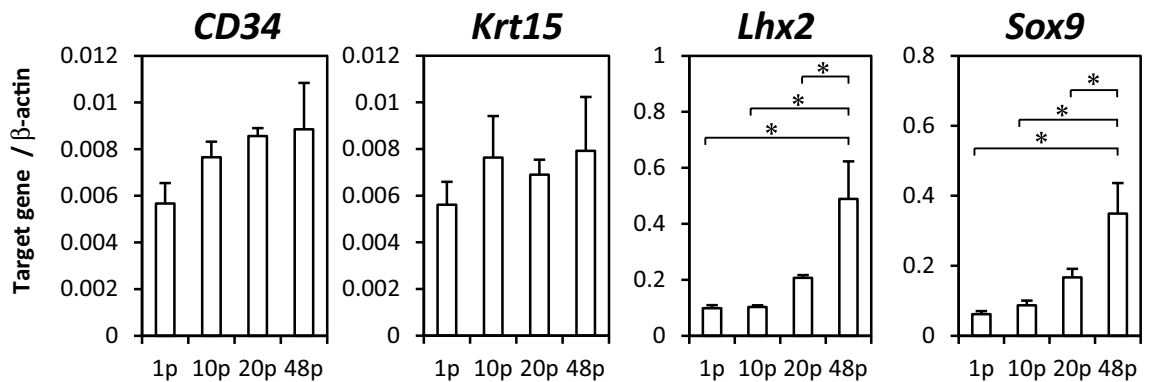 CD34 Krt15 Lhx2 Sox9
Target gene / β-actin
0.012 0.012 1 0.8
0.01 0.01 0.8
0.008 0.008 0.6
0.006 0.006 0.6 0.4
0.004 0.004 0.4
0.002 0.002 0.2 0.2
0 0 0 0
* * *
* * *
1p 10p 20p 48p 1p 10p 20p 48p 1p 10p 20p 48p 1p 10p 20p 48p